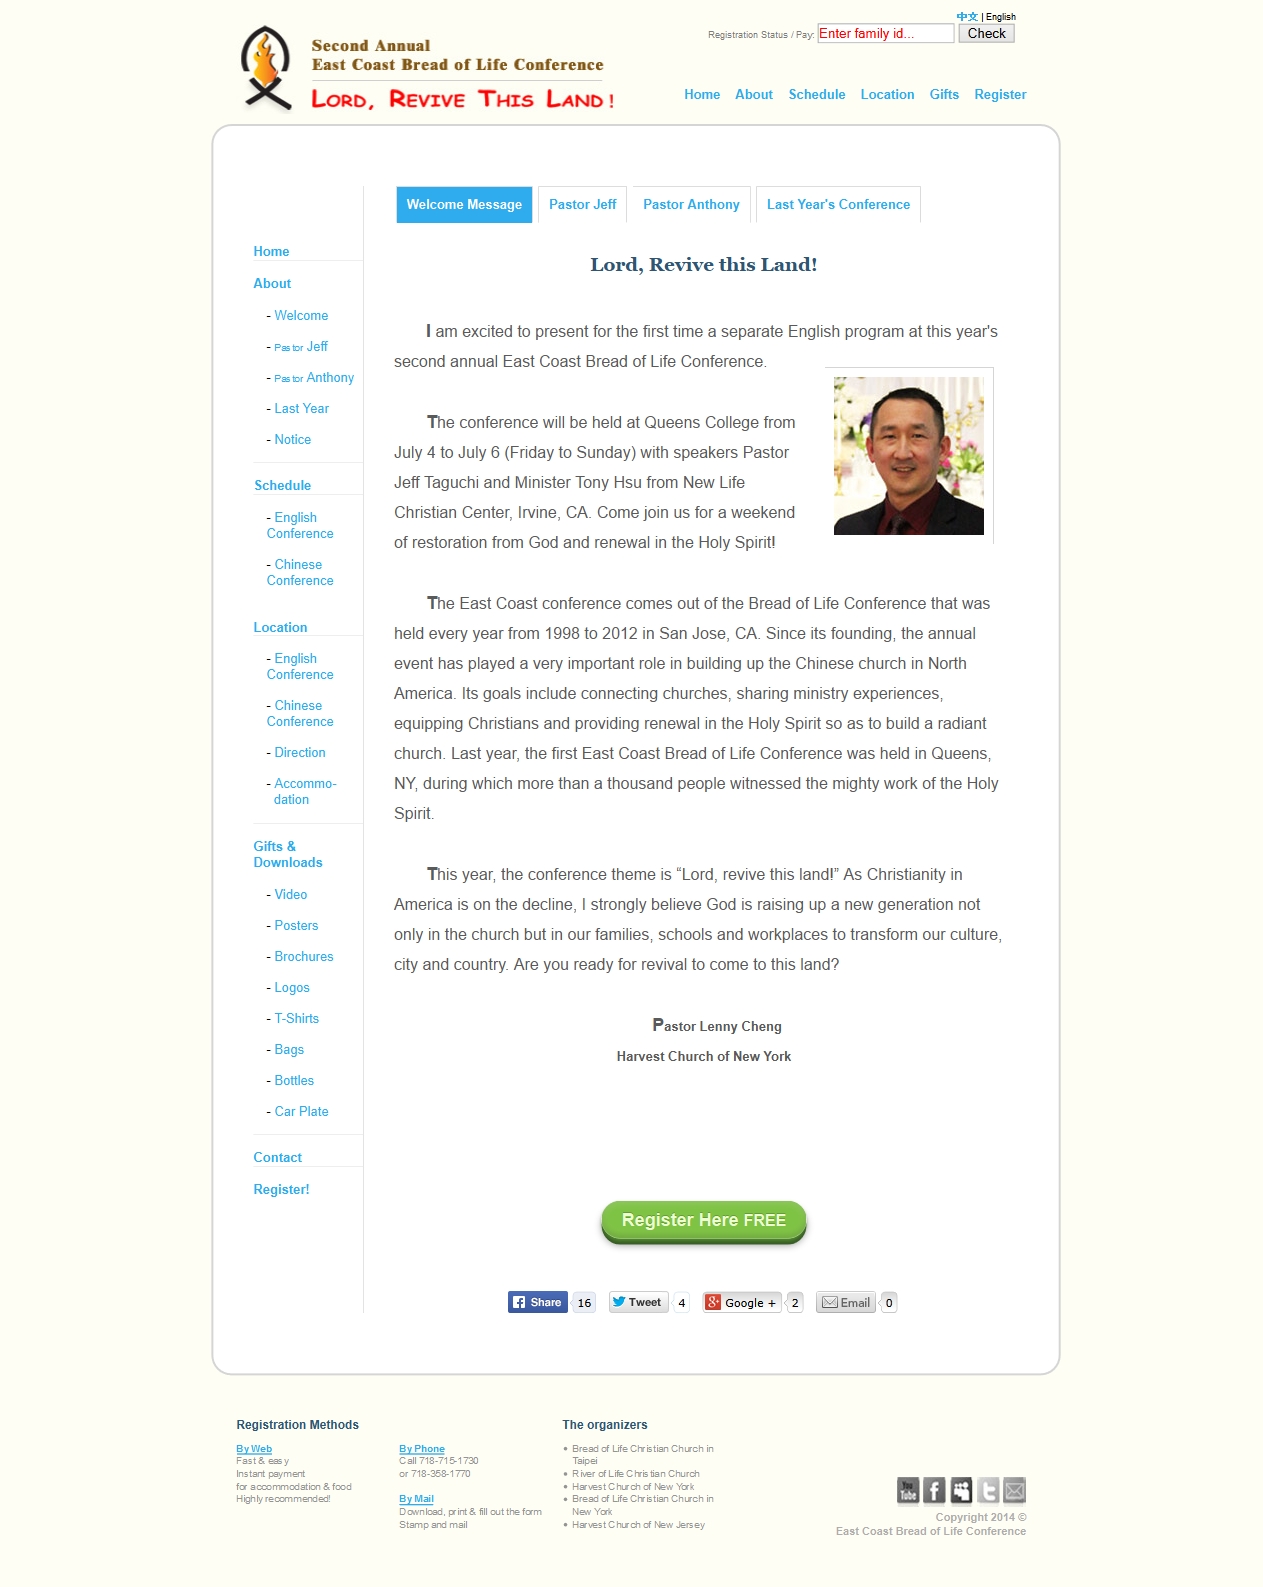 中文 | English
Registration Status / Pay: Enter family id... Check
Second Annual
East Coast Bread of Life Conference
Lord, Revive This Land!
Home About Schedule Location Gifts Register
Welcome Message Pastor Jeff Pastor Anthony Last Year's Conference
Home
About
- Welcome
- Pastor Jeff
- Pastor Anthony
- Last Year
- Notice
Schedule
- English
Conference
- Chinese
Conference
Location
- English
Conference
- Chinese
Conference
- Direction
- Accommo-
dation
Gifts &
Downloads
- Video
- Posters
- Brochures
- Logos
- T-Shirts
- Bags
- Bottles
- Car Plate
Contact
Register!
Lord, Revive this Land!
I am excited to present for the first time a separate English program at this year's
second annual East Coast Bread of Life Conference.
The conference will be held at Queens College from
July 4 to July 6 (Friday to Sunday) with speakers Pastor
Jeff Taguchi and Minister Tony Hsu from New Life
Christian Center, Irvine, CA. Come join us for a weekend
of restoration from God and renewal in the Holy Spirit!
The East Coast conference comes out of the Bread of Life Conference that was
held every year from 1998 to 2012 in San Jose, CA. Since its founding, the annual
event has played a very important role in building up the Chinese church in North
America. Its goals include connecting churches, sharing ministry experiences,
equipping Christians and providing renewal in the Holy Spirit so as to build a radiant
church. Last year, the first East Coast Bread of Life Conference was held in Queens,
NY, during which more than a thousand people witnessed the mighty work of the Holy
Spirit.
This year, the conference theme is “Lord, revive this land!” As Christianity in
America is on the decline, I strongly believe God is raising up a new generation not
only in the church but in our families, schools and workplaces to transform our culture,
city and country. Are you ready for revival to come to this land?
Pastor Lenny Cheng
Harvest Church of New York
Register Here FREE
Share 16 Tweet 4 Google + 2 Email 0
Registration Methods
By Web
Fast & easy
Instant payment
for accommodation & food
Highly recommended!
By Phone
Call 718-715-1730
or 718-358-1770
By Mail
Download, print & fill out the form
Stamp and mail
The organizers
• Bread of Life Christian Church in
Taipei
• River of Life Christian Church
• Harvest Church of New York
• Bread of Life Christian Church in
New York
• Harvest Church of New Jersey
You Tube
Copyright 2014 ©
East Coast Bread of Life Conference